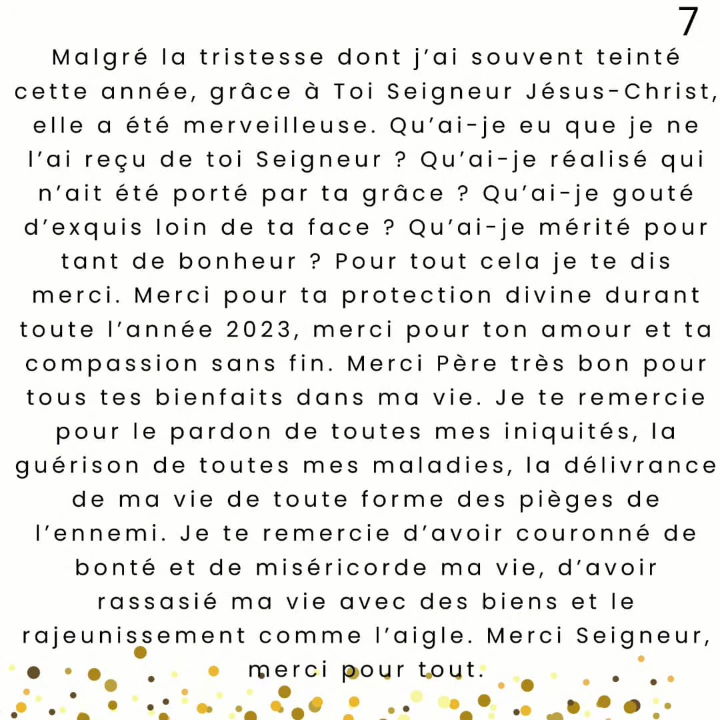 7
Malgré la tristesse dont j’ai souvent teinté
cette année, grâce à Toi Seigneur Jésus-Christ,
elle a été merveilleuse. Qu’ai-je eu que je ne
l’ai reçu de toi Seigneur ? Qu’ai-je réalisé qui
n’ait été porté par ta grâce ? Qu’ai-je gouté
d’exquis loin de ta face ? Qu’ai-je mérité pour
tant de bonheur ? Pour tout cela je te dis
merci. Merci pour ta protection divine durant
toute l’année 2023, merci pour ton amour et ta
compassion sans fin. Merci Père très bon pour
tous tes bienfaits dans ma vie. Je te remercie
pour le pardon de toutes mes iniquités, la
guérison de toutes mes maladies, la délivrance
de ma vie de toute forme des pièges de
l’ennemi. Je te remercie d’avoir couronné de
bonté et de miséricorde ma vie, d’avoir
rassasié ma vie avec des biens et le
rajeunissement comme l’aigle. Merci Seigneur,
merci pour tout.